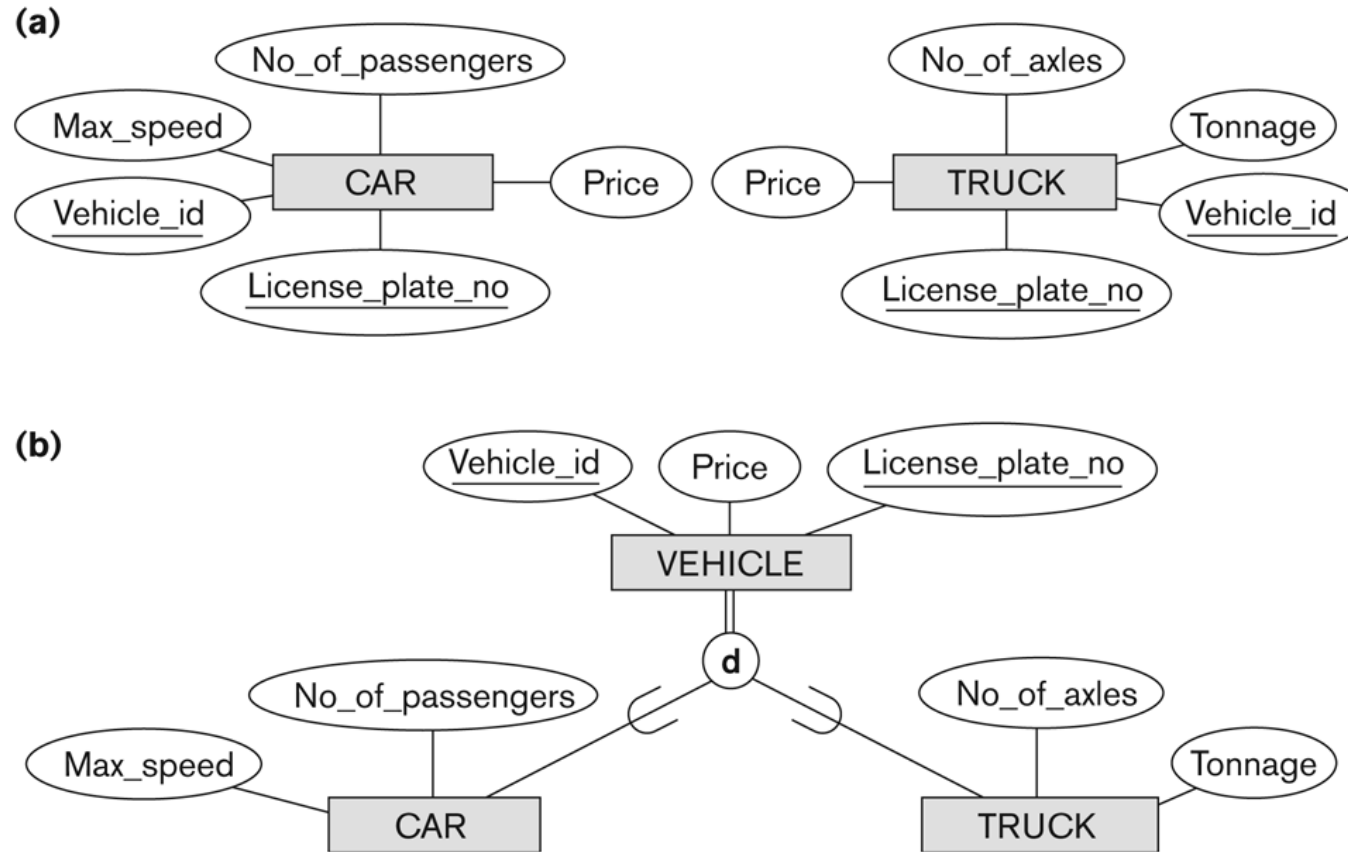 (a)
No_of_passengers
No_of_axles
Max_speed
Tonnage
CAR
Price
Price
TRUCK
Vehicle_id
Vehicle_id
License_plate_no
License_plate_no
(b)
Vehicle_id
Price
License_plate_no
VEHICLE
d
No_of_passengers
No_of_axles
Max_speed
Tonnage
CAR
TRUCK